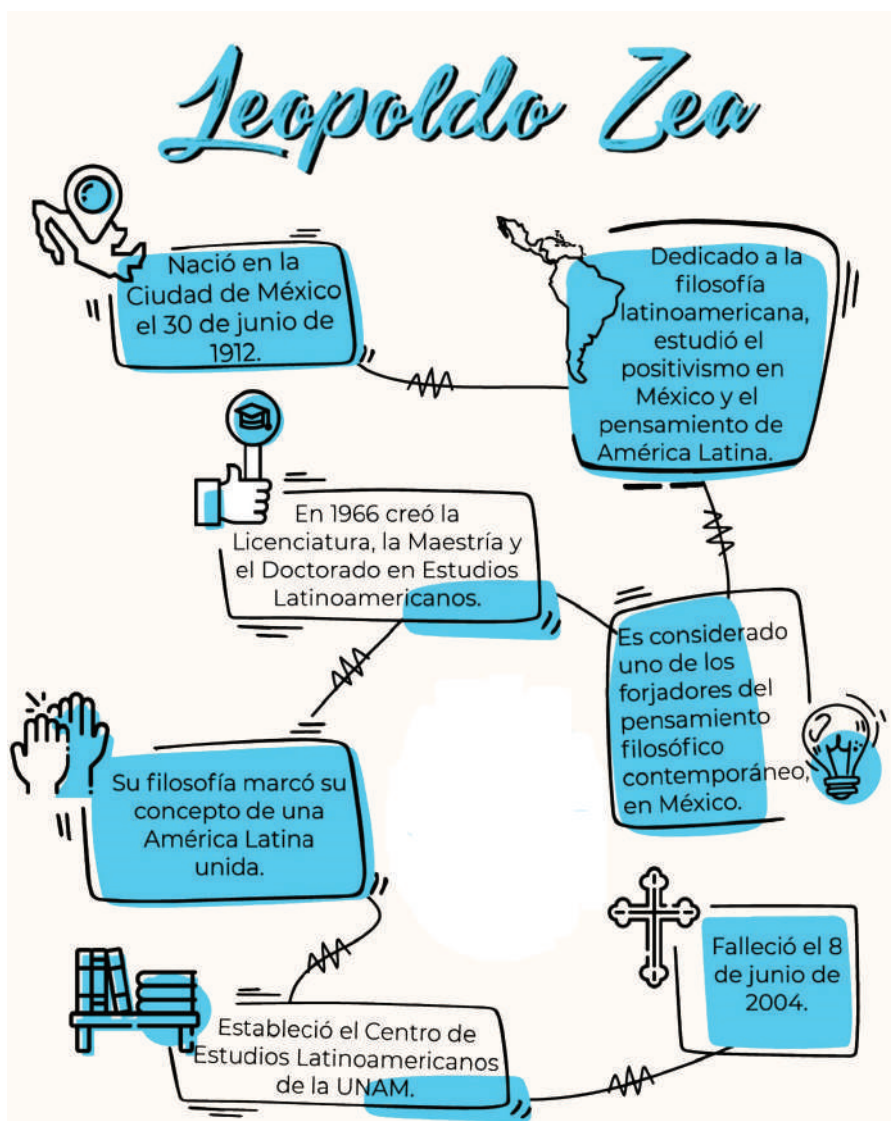 Leopoldo Zea
Nació en la
Ciudad de México
el 30 de junio de
1912.
Dedicado a la
filosofía
latinoamericana,
estudió el
positivismo en
México y el
pensamiento de
América Latina.
Es considerado
uno de los
forjadores del
pensamiento
filosófico
contemporáneo,
en México.
En 1966 creó la
Licenciatura, la Maestría y
el Doctorado en Estudios
Latinoamericanos.
Su filosofía marcó su
concepto de una
América Latina
unida.
Estableció el Centro de
Estudios Latinoamericanos
de la UNAM.
Falleció el 8
de junio de
2004.